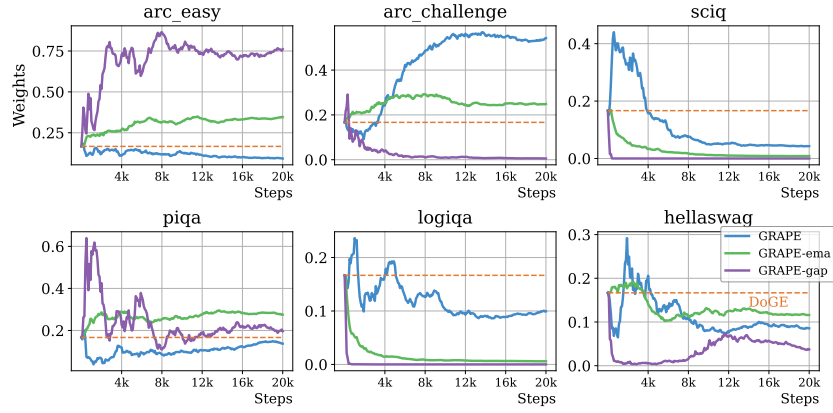 arc_easy
arc_challenge
sciq
Weights
0.75
0.50
0.25
4k 8k 12k 16k 20k
Steps
0.4
0.2
0.0
4k 8k 12k 16k 20k
Steps
0.4
0.2
0.0
4k 8k 12k 16k 20k
Steps
piqa
logiqa
hellaswag
0.6
0.4
0.2
4k 8k 12k 16k 20k
Steps
0.2
0.1
0.0
4k 8k 12k 16k 20k
Steps
0.3
0.2
0.1
0.0
GRAPE
GRAPE-ema
GRAPE-gap
DoGE
4k 8k 12k 16k 20k
Steps